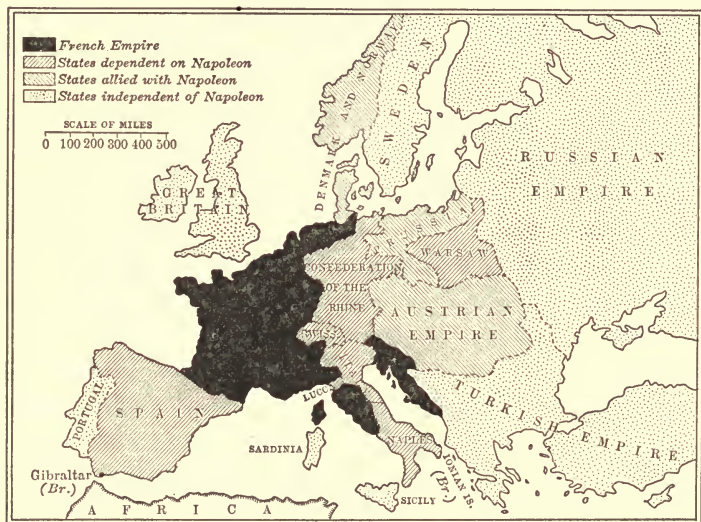 French Empire
States dependent on Napoleon
States allied with Napoleon
States independent of Napoleon
SCALE OF MILES
0 100 200 300 400 500
DENMARK AND NORWAY
SWEDEN
RUSSIAN
EMPIRE
GREAT
BRITAIN
PRUSSIA
WARSAW
CONFEDERATION
OF THE
RHINE
AUSTRIAN
EMPIRE
SWISS
LUCCA
PORTUGAL
SPAIN
TURKISH EMPIRE
NAPLES
SARDINIA
IONIAN IS.
(Br.)
Gibraltar
(Br.)
SICILY
AFRICA